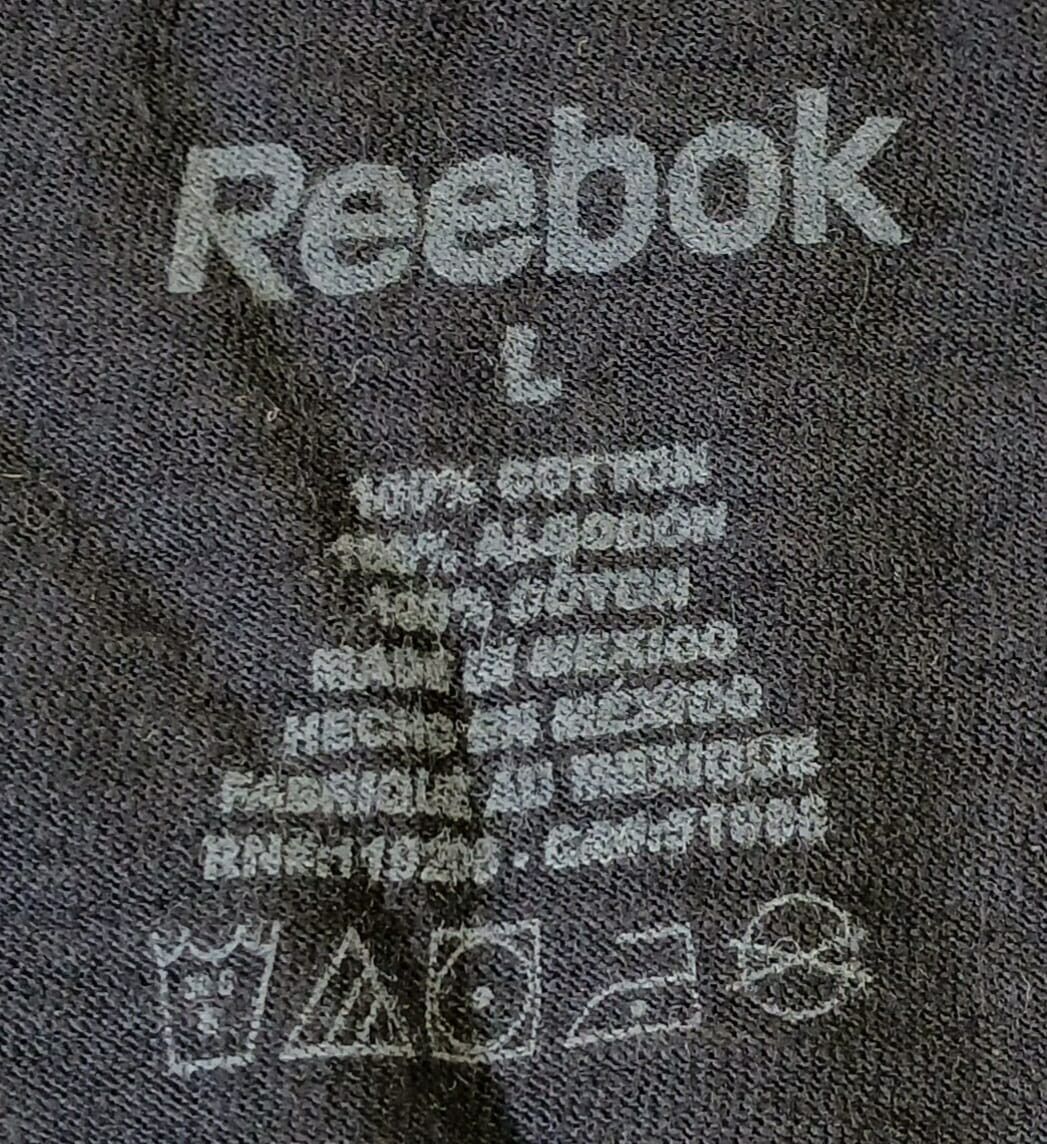 Reebok
L
100% COTTON
100% ALGODON
100% COTON
MADE IN MEXICO
HECHO EN MEXICO
FABRIQUE AU MEXIQUE